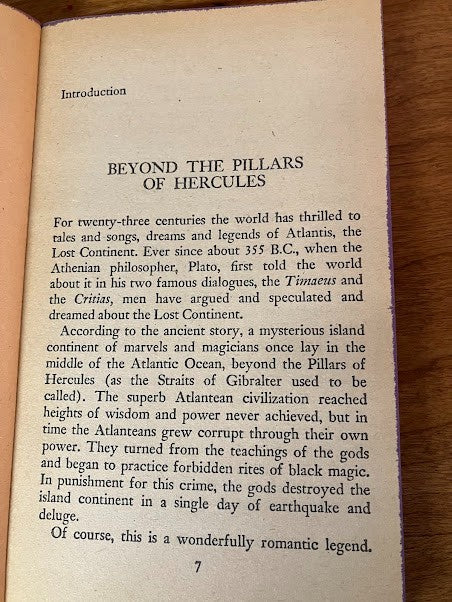 Introduction
BEYOND THE PILLARS
OF HERCULES
For twenty-three centuries the world has thrilled to
tales and songs, dreams and legends of Atlantis, the
Lost Continent. Ever since about 355 B.C., when the
Athenian philosopher, Plato, first told the world
about it in his two famous dialogues, the Timaeus and
the Critias, men have argued and speculated and
dreamed about the Lost Continent.
According to the ancient story, a mysterious island
continent of marvels and magicians once lay in the
middle of the Atlantic Ocean, beyond the Pillars of
Hercules (as the Straits of Gibralter used to be
called). The superb Atlantean civilization reached
heights of wisdom and power never achieved, but in
time the Atlanteans grew corrupt through their own
power. They turned from the teachings of the gods
and began to practice forbidden rites of black magic.
In punishment for this crime, the gods destroyed the
island continent in a single day of earthquake and
deluge.
Of course, this is a wonderfully romantic legend.
7